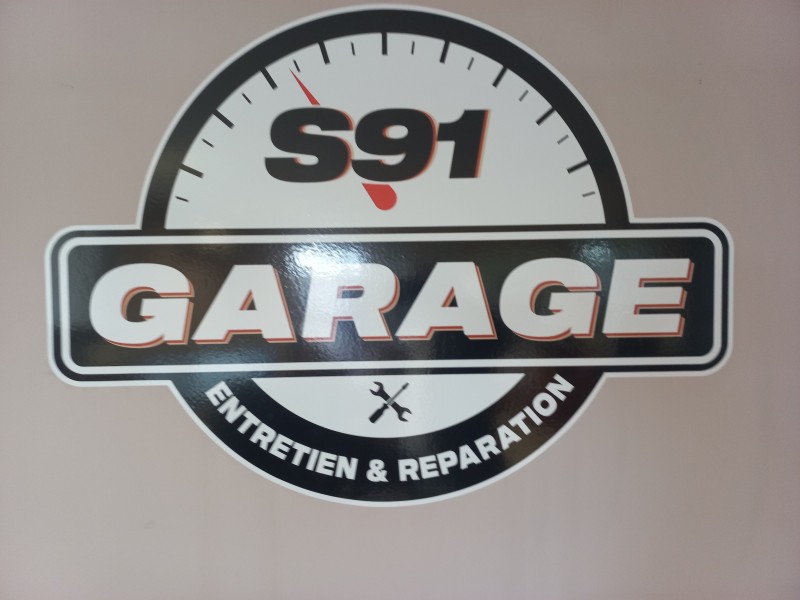 S91
GARAGE
ENTRETIEN & REPARATION